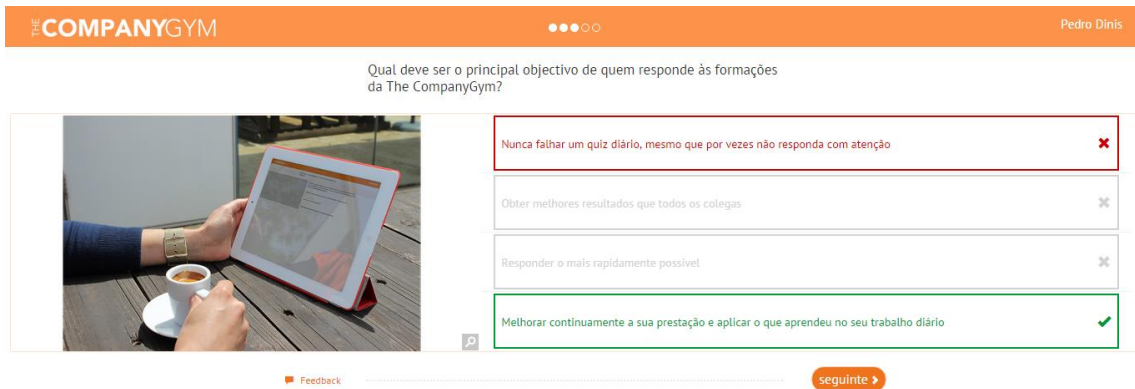 THE COMPANYGYM
Pedro Dinis
Qual deve ser o principal objectivo de quem responde às formações
da The CompanyGym?
Nunca falhar um quiz diário, mesmo que por vezes não responda com atenção
Obter melhores resultados que todos os colegas
Responder o mais rapidamente possível
Melhorar continuamente a sua prestação e aplicar o que aprendeu no seu trabalho diário
Feedback
seguinte